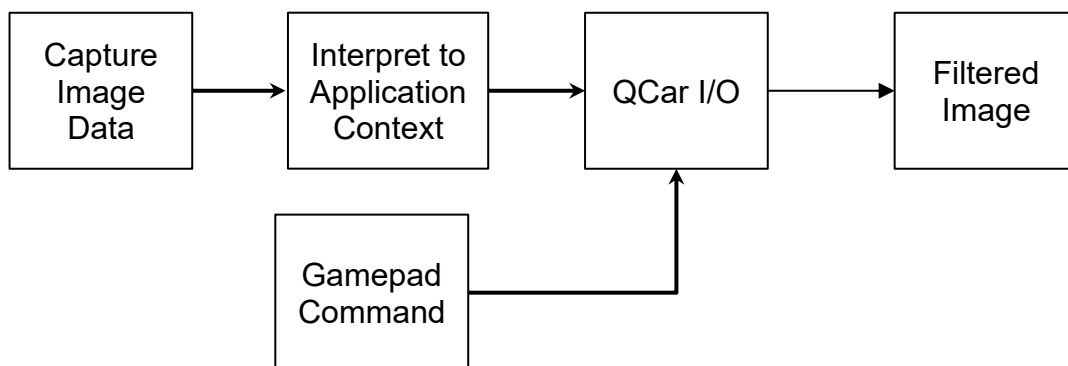 Capture
Image
Data
Interpret to
Application
Context
QCar I/O
Filtered
Image
Gamepad
Command